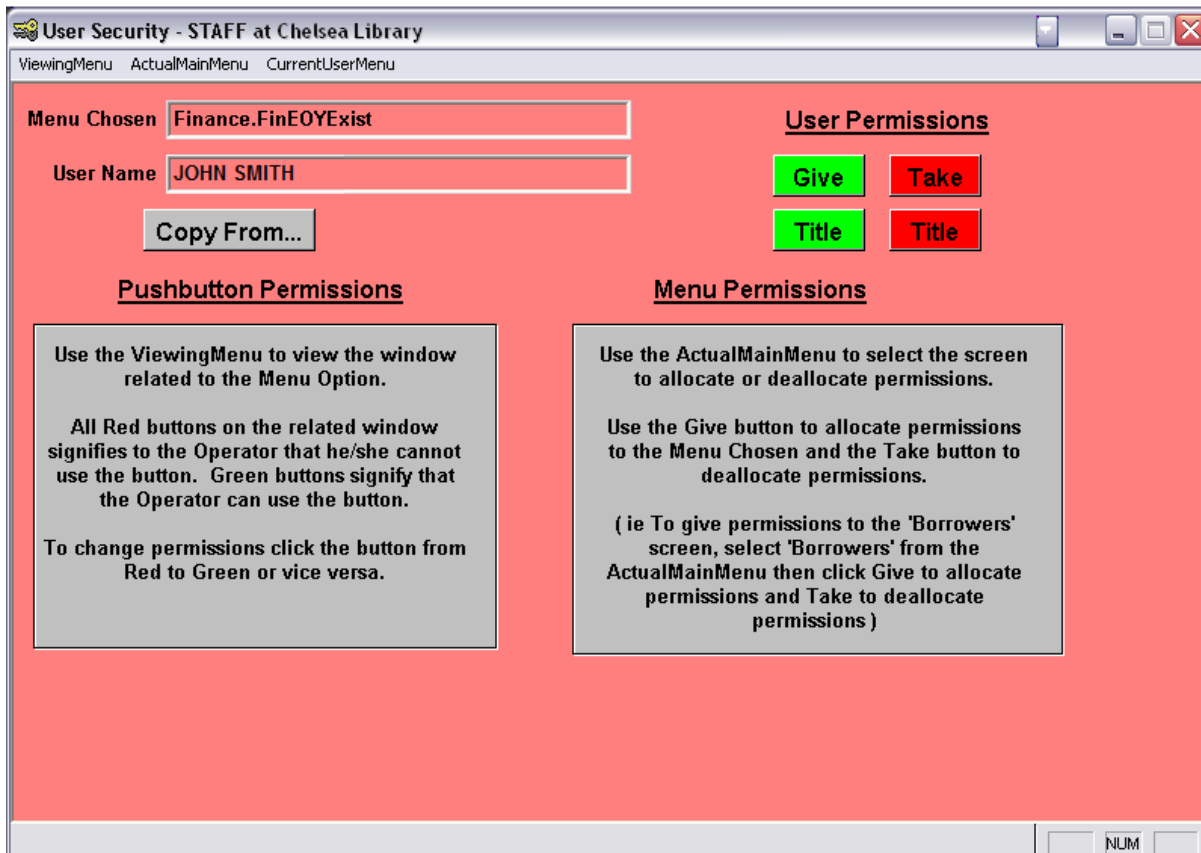 User Security - STAFF at Chelsea Library
ViewingMenu ActualMainMenu CurrentUserMenu
Menu Chosen Finance.FinEOYExist
User Name JOHN SMITH
Copy From...
User Permissions
Give Take
Title Title
Pushbutton Permissions
Use the ViewingMenu to view the window
related to the Menu Option.
All Red buttons on the related window
signifies to the Operator that he/she cannot
use the button. Green buttons signify that
the Operator can use the button.
To change permissions click the button from
Red to Green or vice versa.
Menu Permissions
Use the ActualMainMenu to select the screen
to allocate or deallocate permissions.
Use the Give button to allocate permissions
to the Menu Chosen and the Take button to
deallocate permissions.
( ie To give permissions to the 'Borrowers'
screen, select 'Borrowers' from the
ActualMainMenu then click Give to allocate
permissions and Take to deallocate
permissions )
NUM